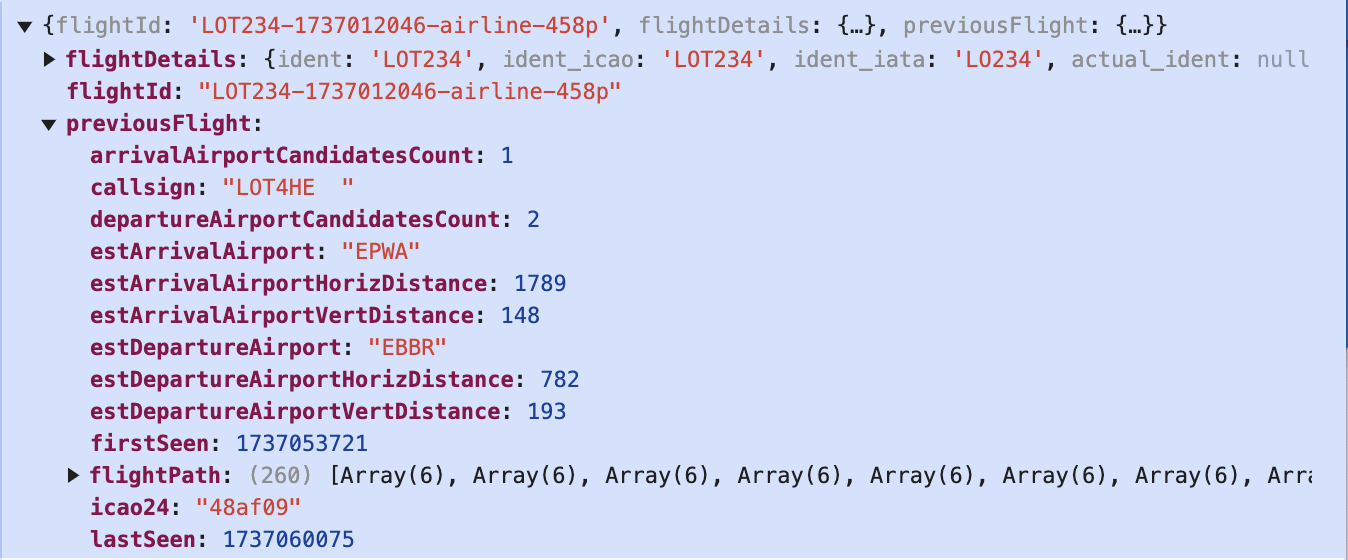 ▼ {flightId: 'LOT234-1737012046-airline-458p', flightDetails: {…}, previousFlight: {…}}
▶ flightDetails: {ident: 'LOT234', ident_icao: 'LOT234', ident_iata: 'LO234', actual_ident: null
flightId: "LOT234-1737012046-airline-458p"
▼ previousFlight:
arrivalAirportCandidatesCount: 1
callsign: "LOT4HE  "
departureAirportCandidatesCount: 2
estArrivalAirport: "EPWA"
estArrivalAirportHorizDistance: 1789
estArrivalAirportVertDistance: 148
estDepartureAirport: "EBBR"
estDepartureAirportHorizDistance: 782
estDepartureAirportVertDistance: 193
firstSeen: 1737053721
▶ flightPath: (260) [Array(6), Array(6), Array(6), Array(6), Array(6), Array(6), Array(6), Arra
icao24: "48af09"
lastSeen: 1737060075